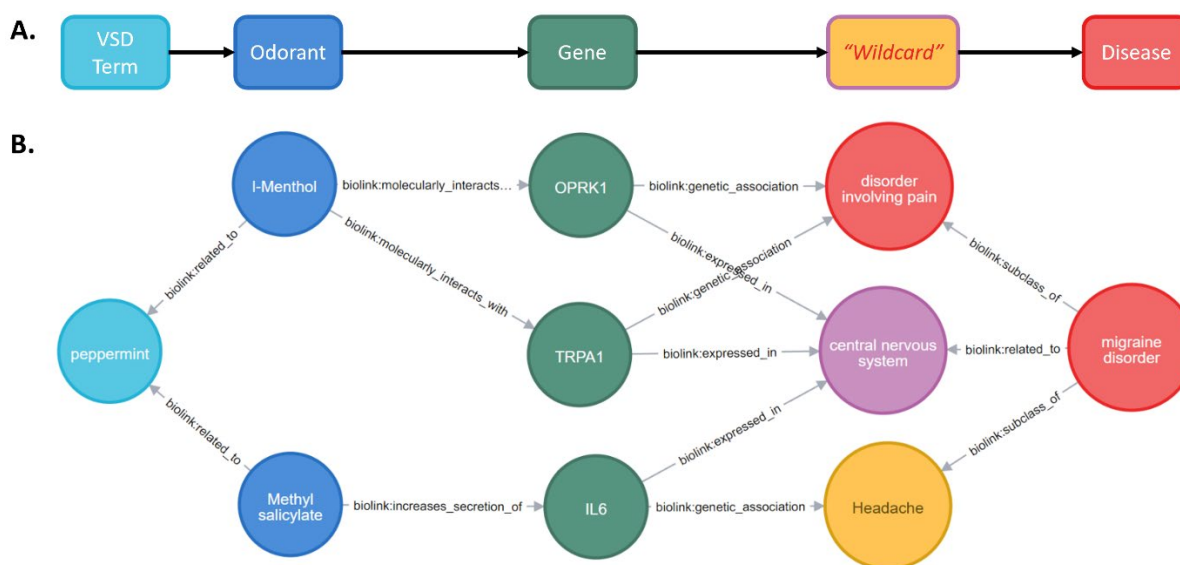 A.
VSD
Term
Odorant
Gene
“Wildcard”
Disease
B.
l-Menthol
biolink:molecularly_interacts...
OPRK1
biolink:genetic_association
disorder
involving pain
biolink:related_to
biolink:molecularly_interacts_with
biolink:expressed_in
biolink:genetic_association
biolink:subclass_of
peppermint
TRPA1
biolink:expressed_in
central nervous
system
biolink:related_to
migraine
disorder
biolink:related_to
biolink:expressed_in
biolink:subclass_of
Methyl
salicylate
biolink:increases_secretion_of
IL6
biolink:genetic_association
Headache